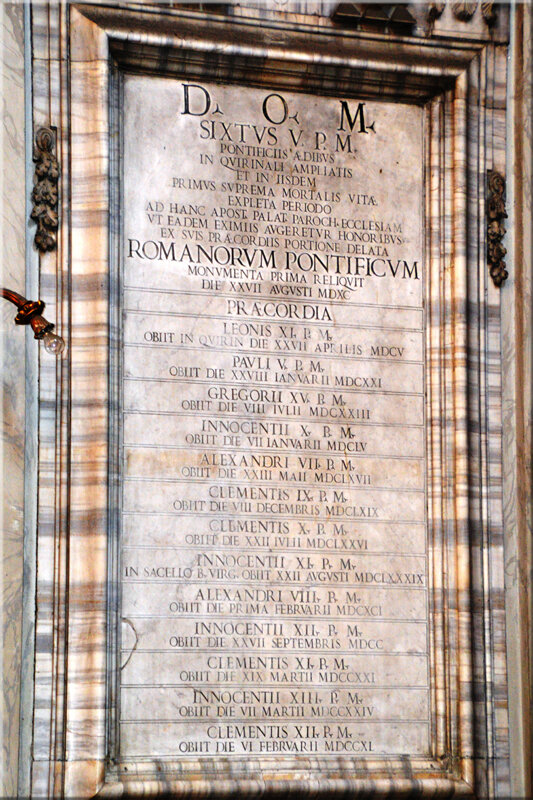 D. O. M.
SIXTVS V. P. M.
PONTIFICIIS ÆDIBVS
IN QVIRINALI AMPLIATIS
ET IN IISDEM
PRIMVS SVPREMA MORTALIS VITÆ
EXPLETA PERIODO
AD HANC APOST. PALAT. PAROCH. ECCLESIAM
VT EADEM EXIMIIS AVGERETVR HONORIBVS
EX SVIS PRÆCORDIIS PORTIONE DELATA
ROMANORVM PONTIFICVM
MONVMENTA PRIMA RELIQVIT
DIE XXVII AVGVSTI MDXC
PRÆCORDIA
LEONIS XI. P. M.
OBIIT IN QVIRIN DIE XXVII APRILIS MDCV
PAVLI V. P. M.
OBIIT DIE XXVIII IANVARII MDCXXI
GREGORII XV. P. M.
OBIIT DIE VIII IVLII MDCXXIII
INNOCENTII X. P. M.
OBIIT DIE VII IANVARII MDCLV
ALEXANDRI VII. P. M.
OBIIT DIE XXIII MAII MDCLXVII
CLEMENTIS IX. P. M.
OBIIT DIE VIII DECEMBRIS MDCLXIX
CLEMENTIS X. P. M.
OBIIT DIE XXII IVLII MDCLXXVI
INNOCENTII XI. P. M.
IN SACELLO B. VIRG. OBIIT XXII AVGVSTI MDCLXXXIX
ALEXANDRI VIII. P. M.
OBIIT DIE PRIMA FEBRVARII MDCXCI
INNOCENTII XII. P. M.
OBIIT DIE XXVII SEPTEMBRIS MDCC
CLEMENTIS XI. P. M.
OBIIT DIE XIX MARTII MDCCXXI
INNOCENTII XIII. P. M.
OBIIT DIE VII MARTII MDCCXXIV
CLEMENTIS XII. P. M.
OBIIT DIE VI FEBRVARII MDCCXL